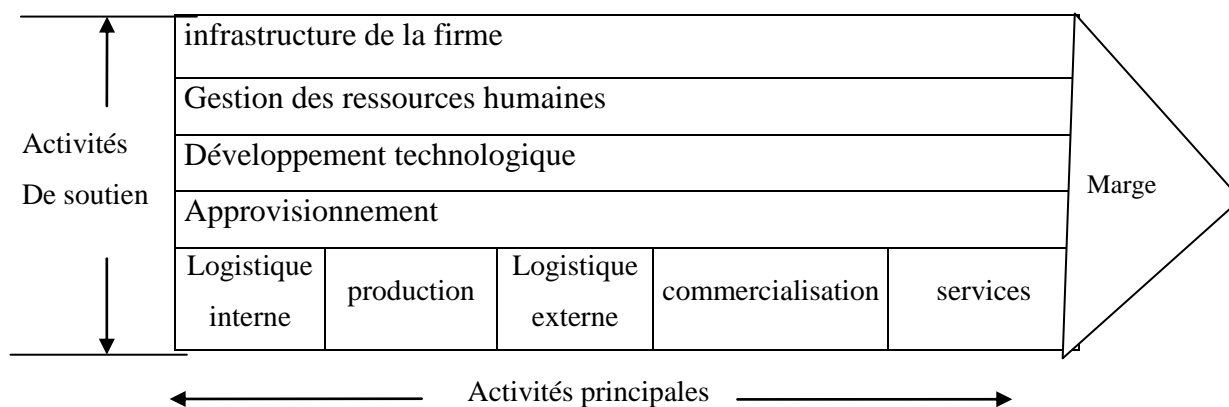 infrastructure de la firme
Gestion des ressources humaines
Activités
De soutien
Développement technologique
Approvisionnement
Marge
Logistique
interne
production
Logistique
externe
commercialisation
services
Activités principales